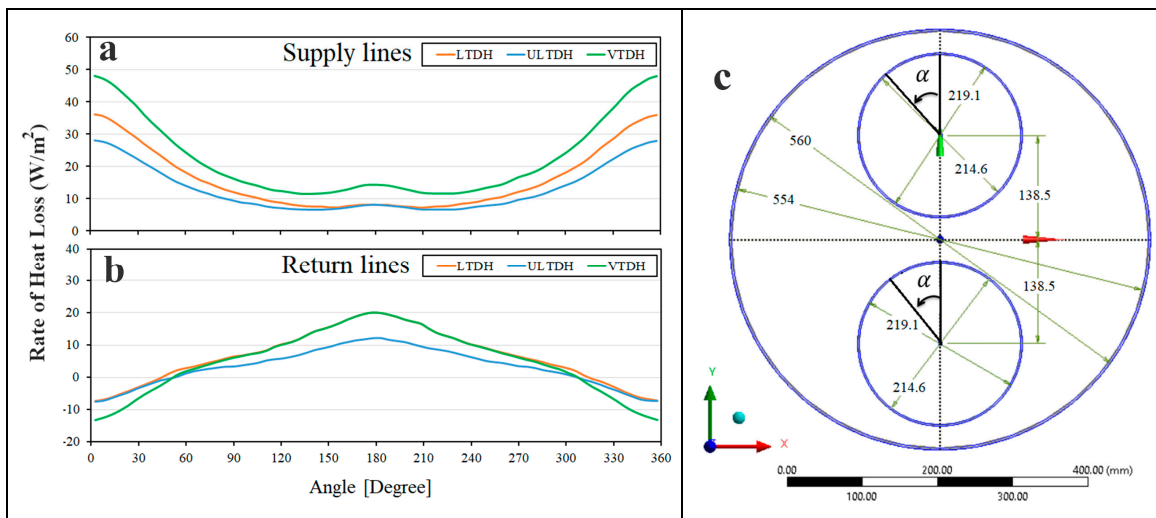 a
Supply lines
LTDH ULTDH VTDH
60
50
40
30
20
10
0
b
Return lines
LTDH ULTDH VTDH
40
30
20
10
0
-10
-20
0 30 60 90 120 150 180 210 240 270 300 330 360
Rate of Heat Loss (W/m²)
Angle [Degree]
c
α
219.1
560
214.6
554
138.5
α
138.5
219.1
214.6
Y
X
0.00 200.00 400.00 (mm)
100.00 300.00